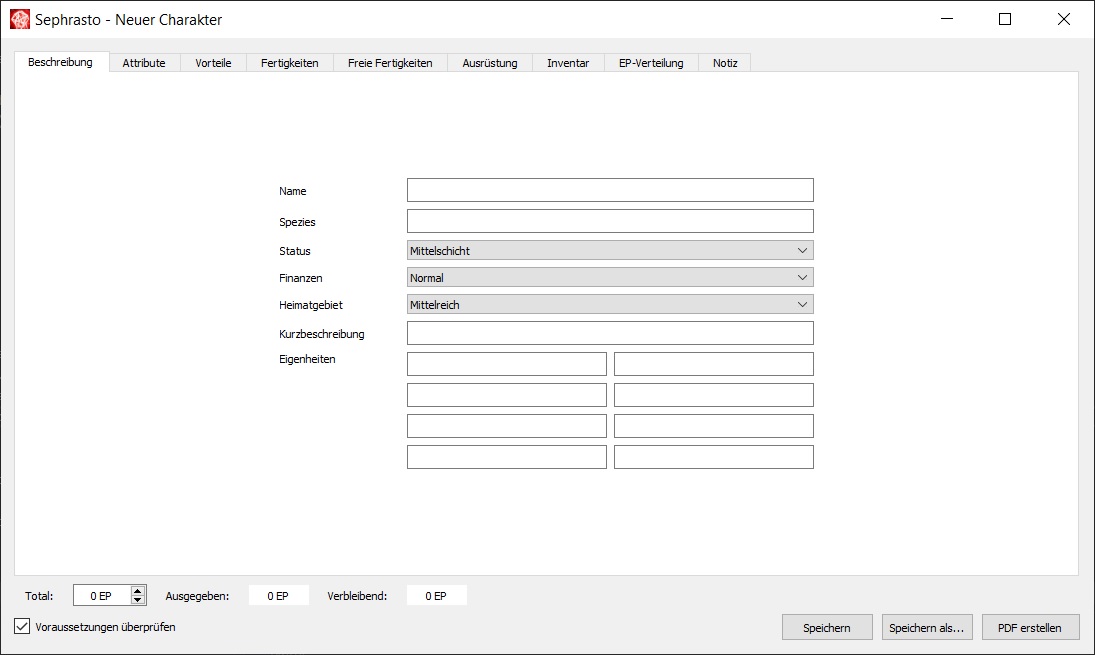 Sephrasto - Neuer Charakter
Beschreibung Attribute Vorteile Fertigkeiten Freie Fertigkeiten Ausrüstung Inventar EP-Verteilung Notiz
Name
Spezies
Status Mittelschicht
Finanzen Normal
Heimatgebiet Mittelreich
Kurzbeschreibung
Eigenheiten
Total: 0 EP Ausgegeben: 0 EP Verbleibend: 0 EP
Voraussetzungen überprüfen Speichern Speichern als... PDF erstellen